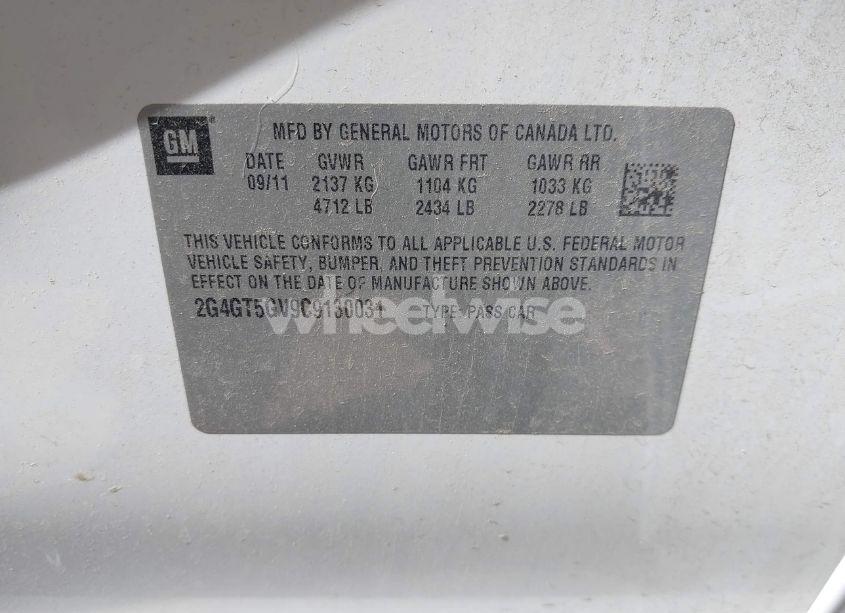 GM
MFD BY GENERAL MOTORS OF CANADA LTD.
DATE GVWR GAWR FRT GAWR RR
09/11 2137 KG 1104 KG 1033 KG
4712 LB 2434 LB 2278 LB
THIS VEHICLE CONFORMS TO ALL APPLICABLE U.S. FEDERAL MOTOR
VEHICLE SAFETY, BUMPER, AND THEFT PREVENTION STANDARDS IN
EFFECT ON THE DATE OF MANUFACTURE SHOWN ABOVE.
TYPE: PASS CAR
wheelwise